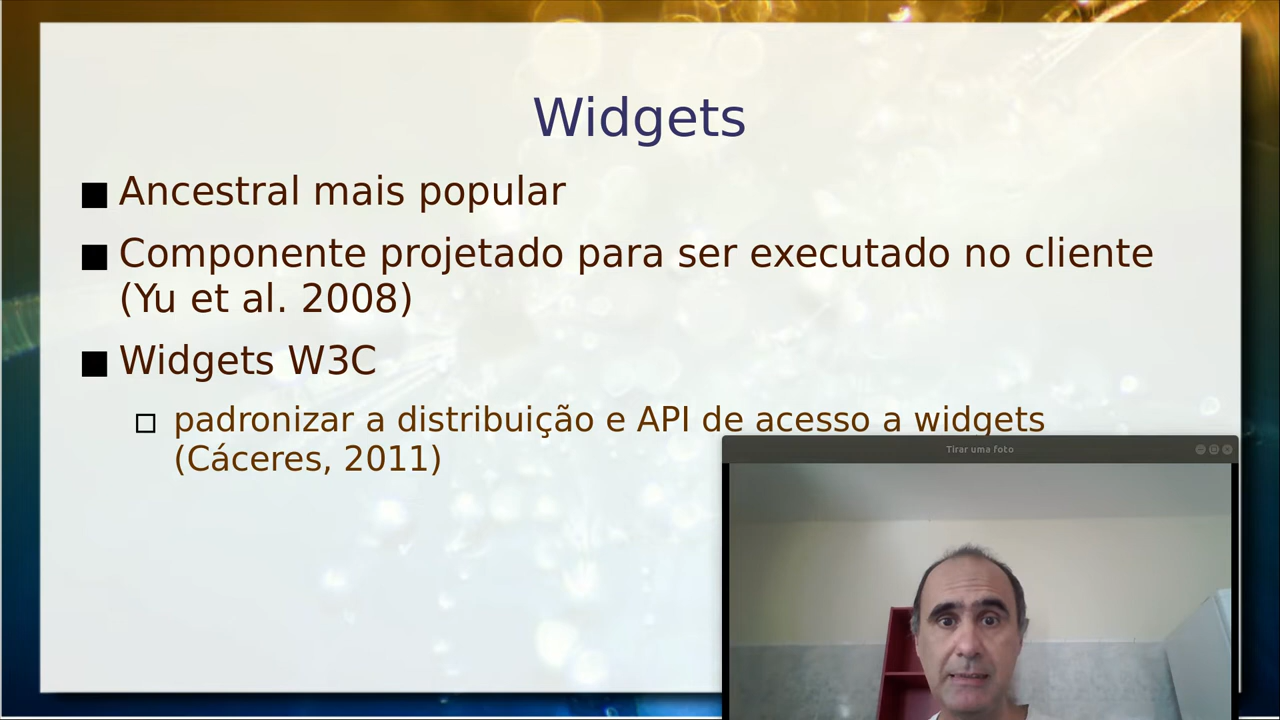 Widgets
Ancestral mais popular
Componente projetado para ser executado no cliente
(Yu et al. 2008)
Widgets W3C
padronizar a distribuição e API de acesso a widgets
(Cáceres, 2011)
Tirar uma foto